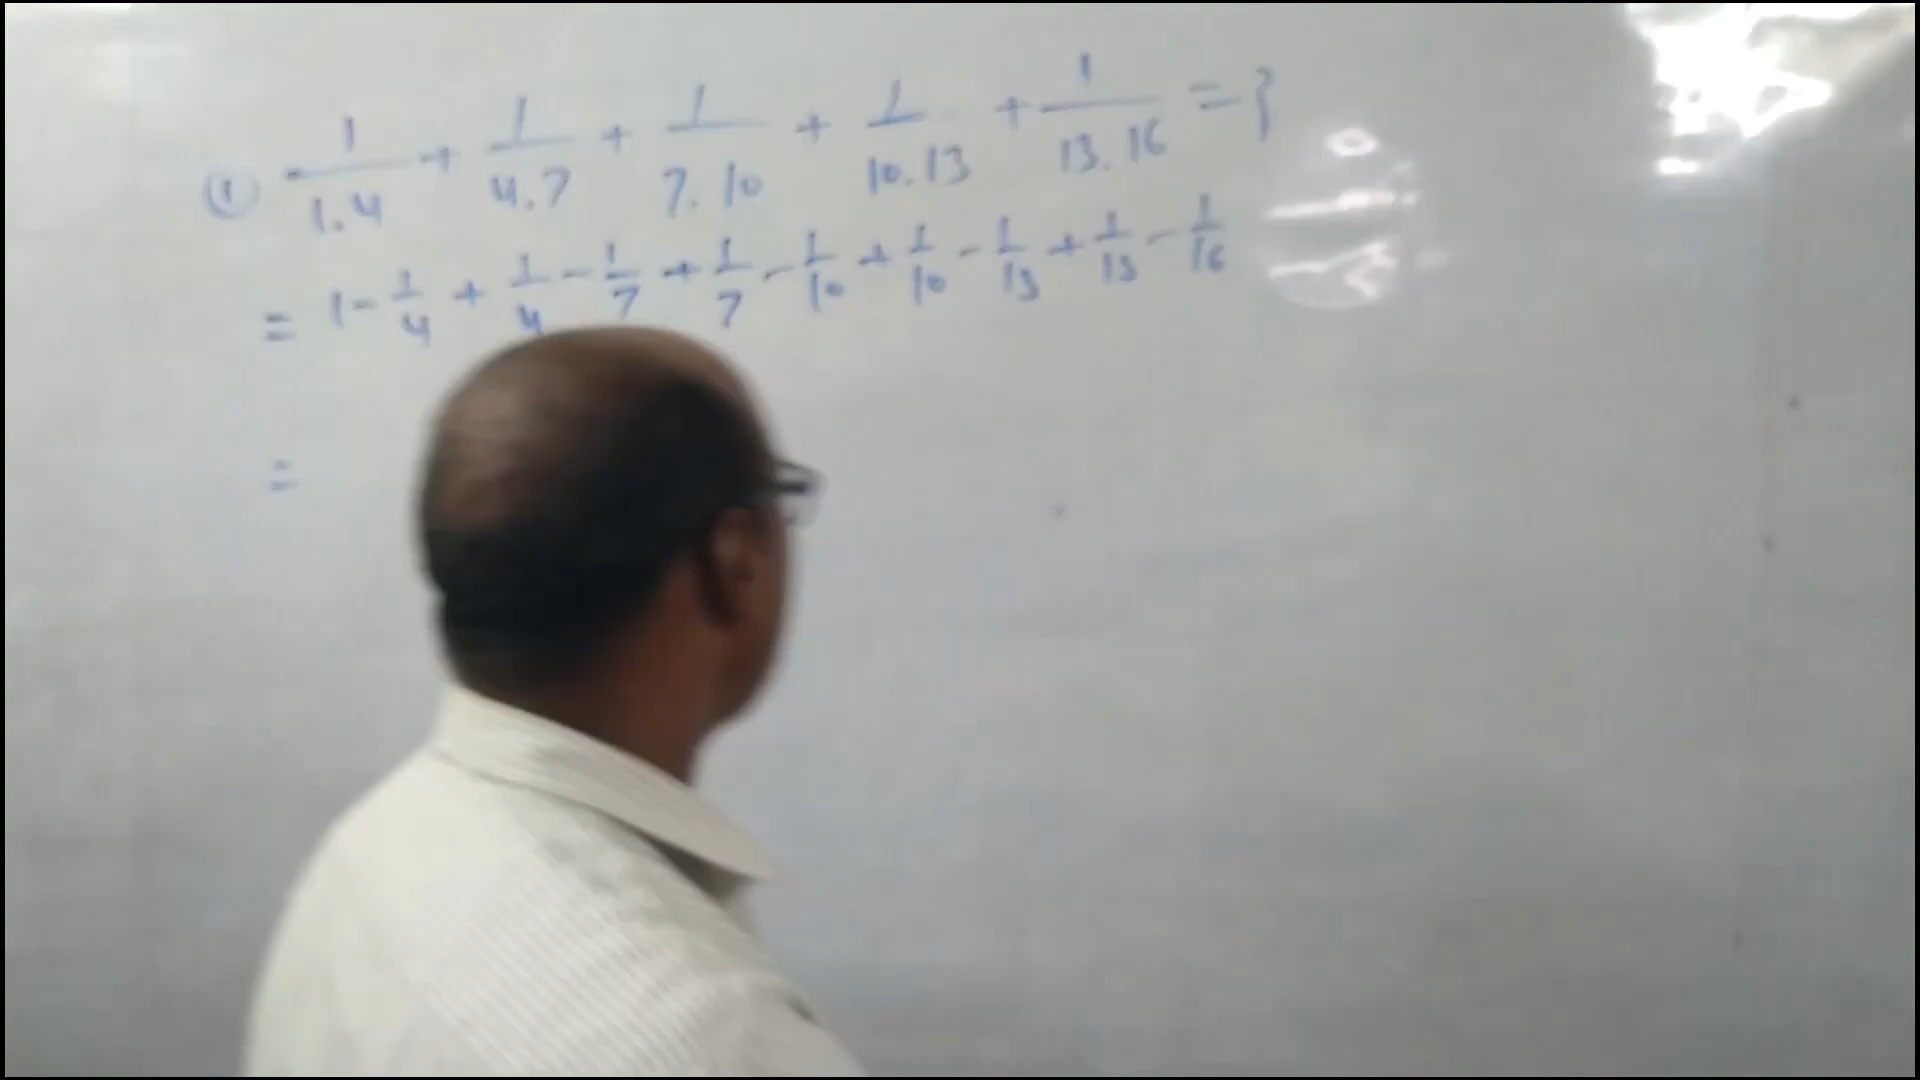 ① 1/1.4 + 1/4.7 + 1/7.10 + 1/10.13 + 1/13.16 = ?
= 1 - 1/4 + 1/4 - 1/7 + 1/7 - 1/10 + 1/10 - 1/13 + 1/13 - 1/16
=